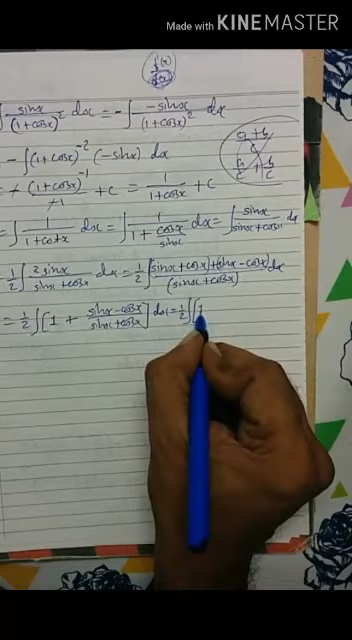 Made with KINEMASTER
f'(x)
f(x)
∫ sinx/(1+cosx)² dx = -∫ -sinx/(1+cosx)² dx
- ∫(1+cosx)^-2 (-sinx) dx
= -(1+cosx)^-1/-1 + c = 1/(1+cosx) + c
a+b/c
a/c + b/c
= ∫ 1/(1+cotx) dx = ∫ 1/(1+cosx/sinx) dx = ∫ sinx/(sinx+cosx) dx
= 1/2 ∫ 2sinx/(sinx+cosx) dx = 1/2 ∫ (sinx+cosx)+(sinx-cosx)/(sinx+cosx) dx
= 1/2 ∫[1 + (sinx-cosx)/(sinx+cosx)] dx = 1/2 ∫[1